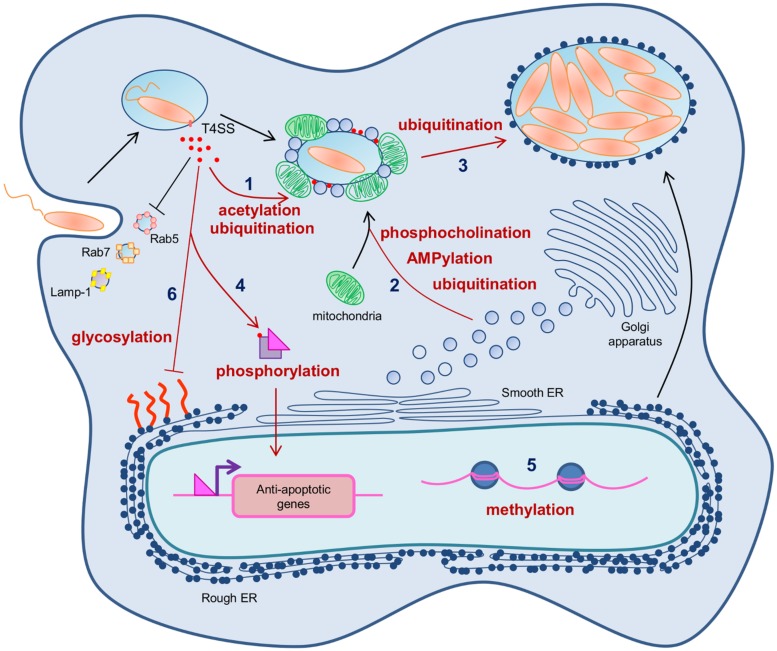 T4SS
ubiquitination
3
1
acetylation
ubiquitination
Rab5
Rab7
Lamp-1
phosphocholination
AMPylation
ubiquitination
2
6
4
mitochondria
glycosylation
Golgi
apparatus
phosphorylation
Smooth ER
5
Anti-apoptotic
genes
methylation
Rough ER